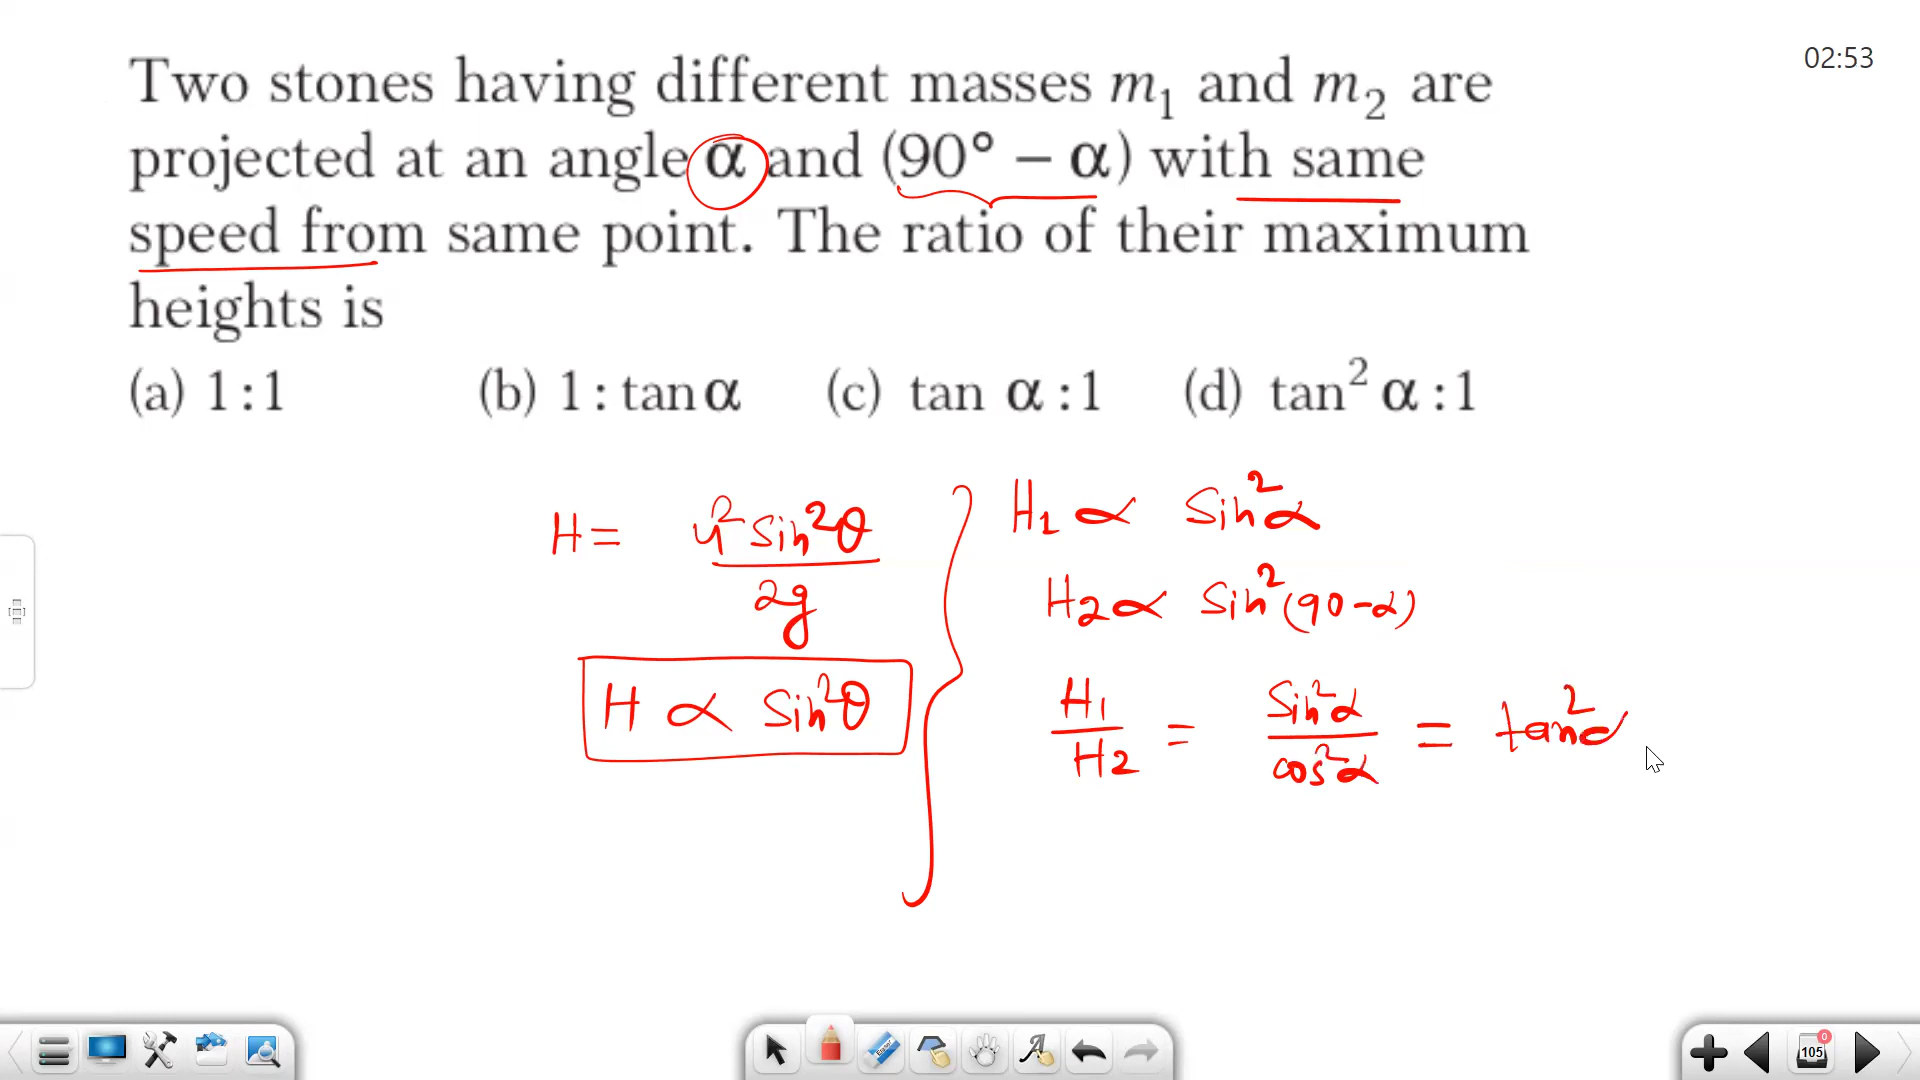 02:53
Two stones having different masses m₁ and m₂ are
projected at an angle α and (90° − α) with same
speed from same point. The ratio of their maximum
heights is
(a) 1:1 (b) 1: tan α (c) tan α :1 (d) tan² α :1
H = u² Sin²θ / 2g
H ∝ Sin²θ
H₁ ∝ Sin²α
H₂ ∝ Sin²(90-α)
H₁/H₂ = Sin²α/cos²α = tan²α
Eraser
A
0
105